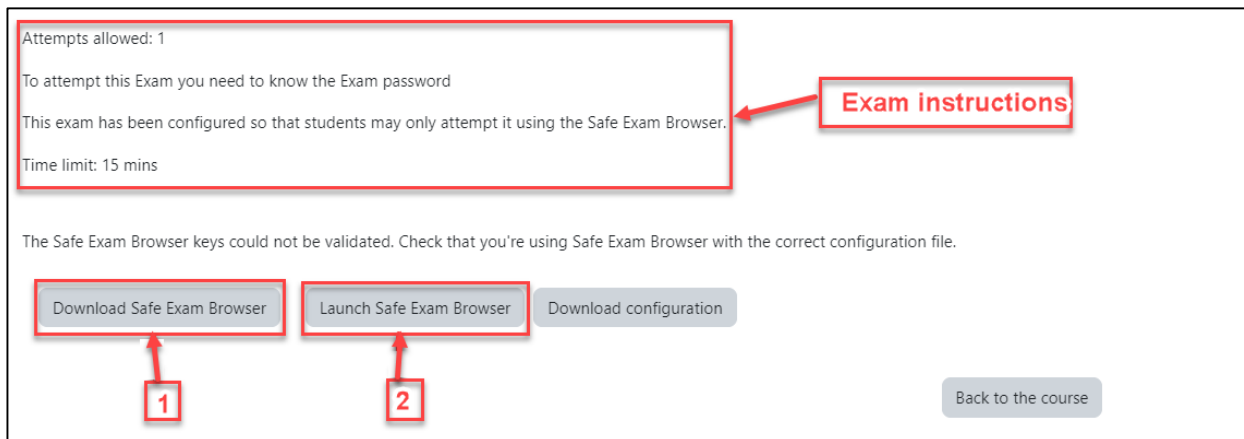 Attempts allowed: 1
To attempt this Exam you need to know the Exam password
Exam instructions
This exam has been configured so that students may only attempt it using the Safe Exam Browser.
Time limit: 15 mins
The Safe Exam Browser keys could not be validated. Check that you're using Safe Exam Browser with the correct configuration file.
Download Safe Exam Browser
Launch Safe Exam Browser
Download configuration
1
2
Back to the course